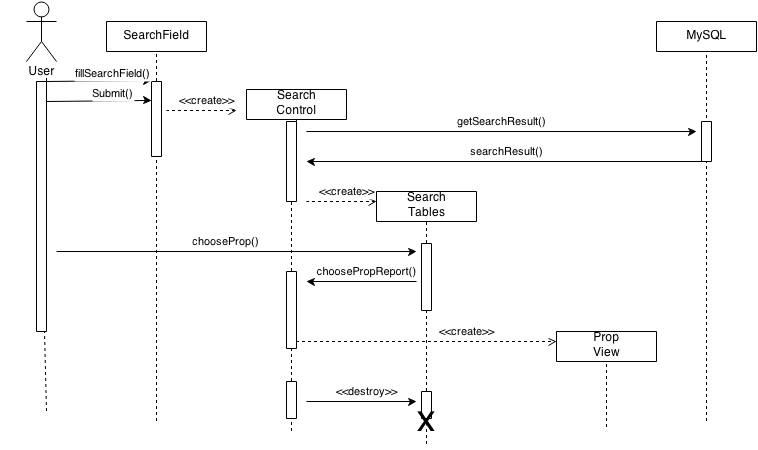 SearchField
MySQL
User
fillSearchField()
Submit()
<<create>>
Search
Control
getSearchResult()
searchResult()
<<create>>
Search
Tables
chooseProp()
choosePropReport()
<<create>>
Prop
View
<<destroy>>
X